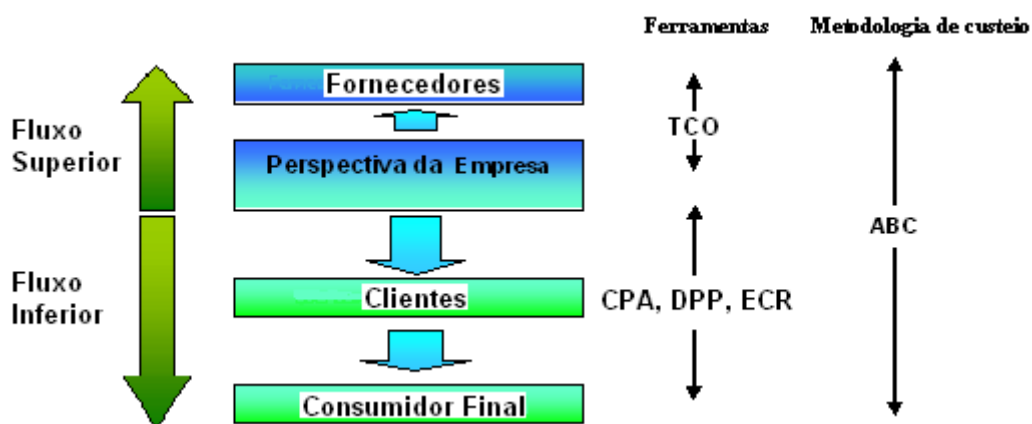 Ferramentas
Metodologia de custeio
Fornecedores
Fluxo
Superior
TCO
Perspectiva da Empresa
ABC
Fluxo
Inferior
Clientes
CPA, DPP, ECR
Consumidor Final